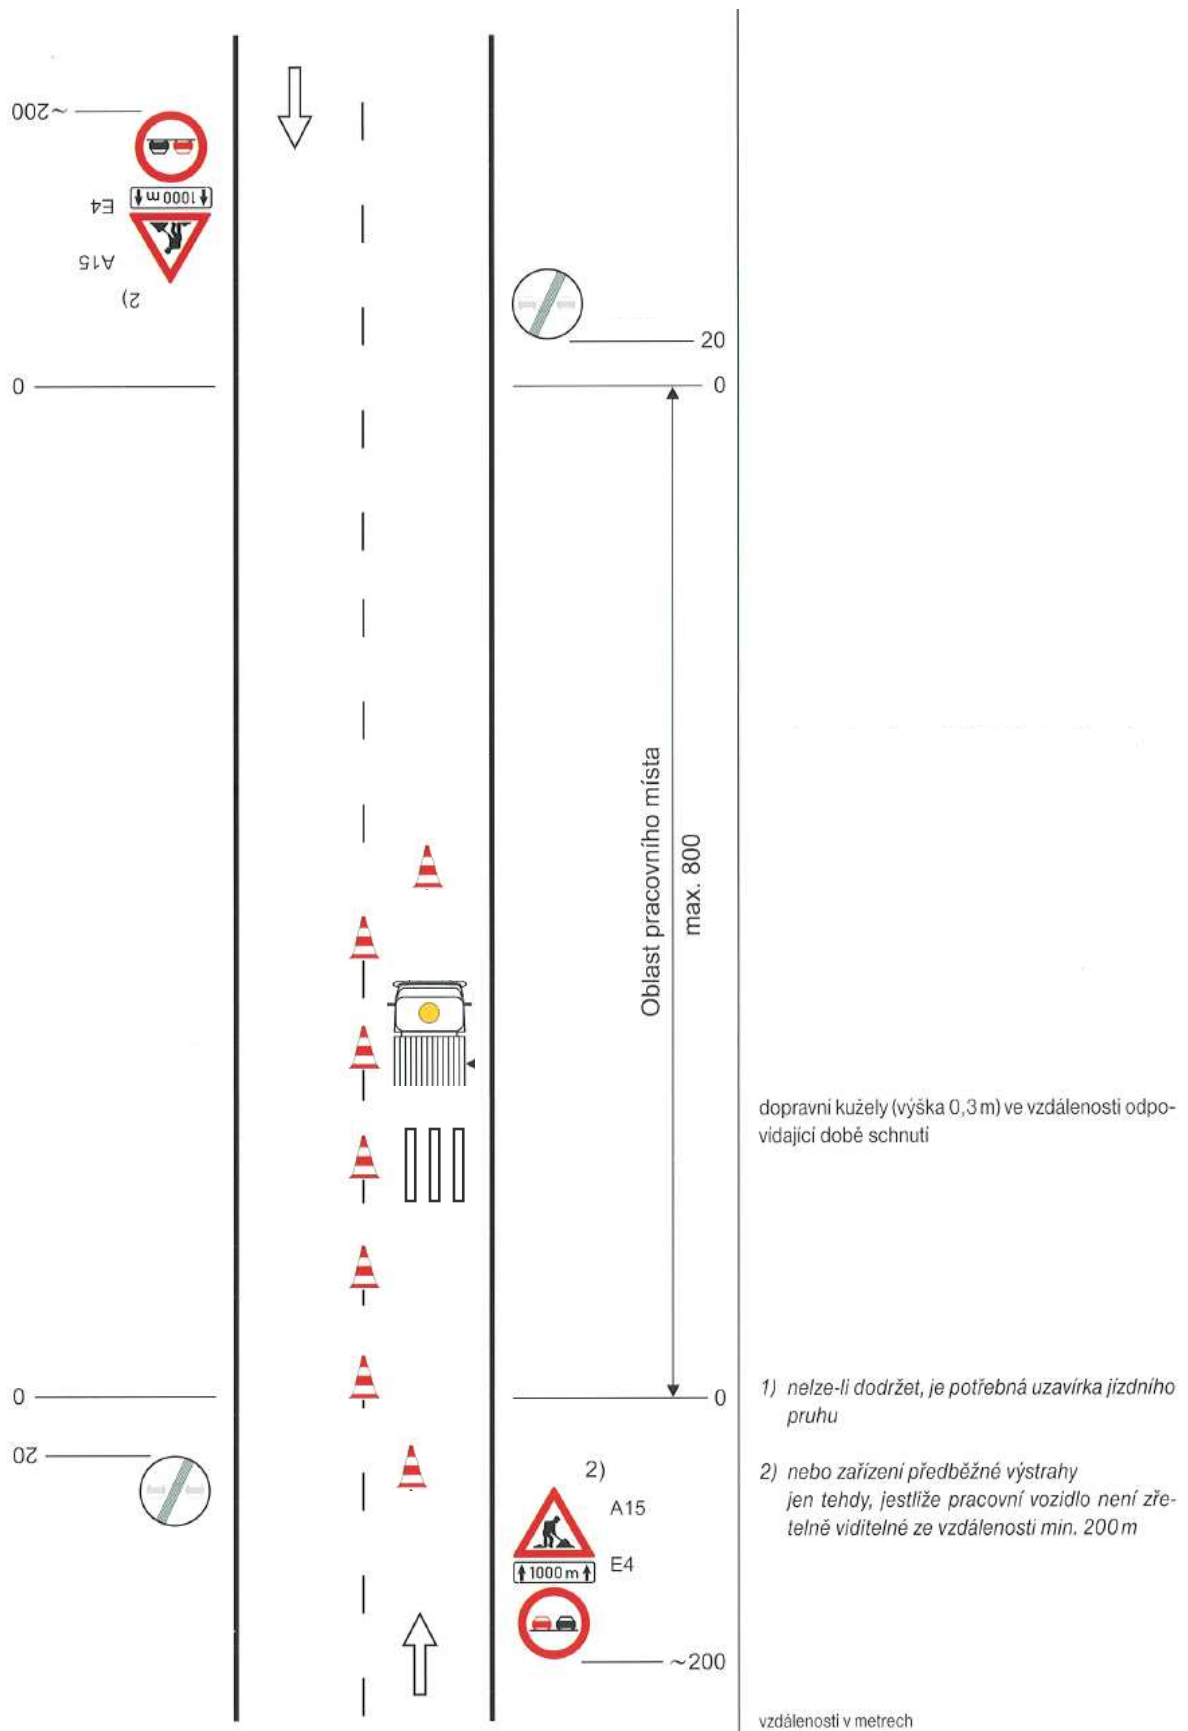 ~200
1000 m
E4
A15
2)
20
0
0
Oblast pracovního místa
max. 800
dopravní kužely (výška 0,3 m) ve vzdálenosti odpo-
vídající době schnutí
0
0
1) nelze-li dodržet, je potřebná uzavírka jízdního
pruhu
20
2)
A15
1000 m
E4
2) nebo zařízení předběžné výstrahy
jen tehdy, jestliže pracovní vozidlo není zře-
telně viditelné ze vzdálenosti min. 200 m
~200
vzdálenosti v metrech